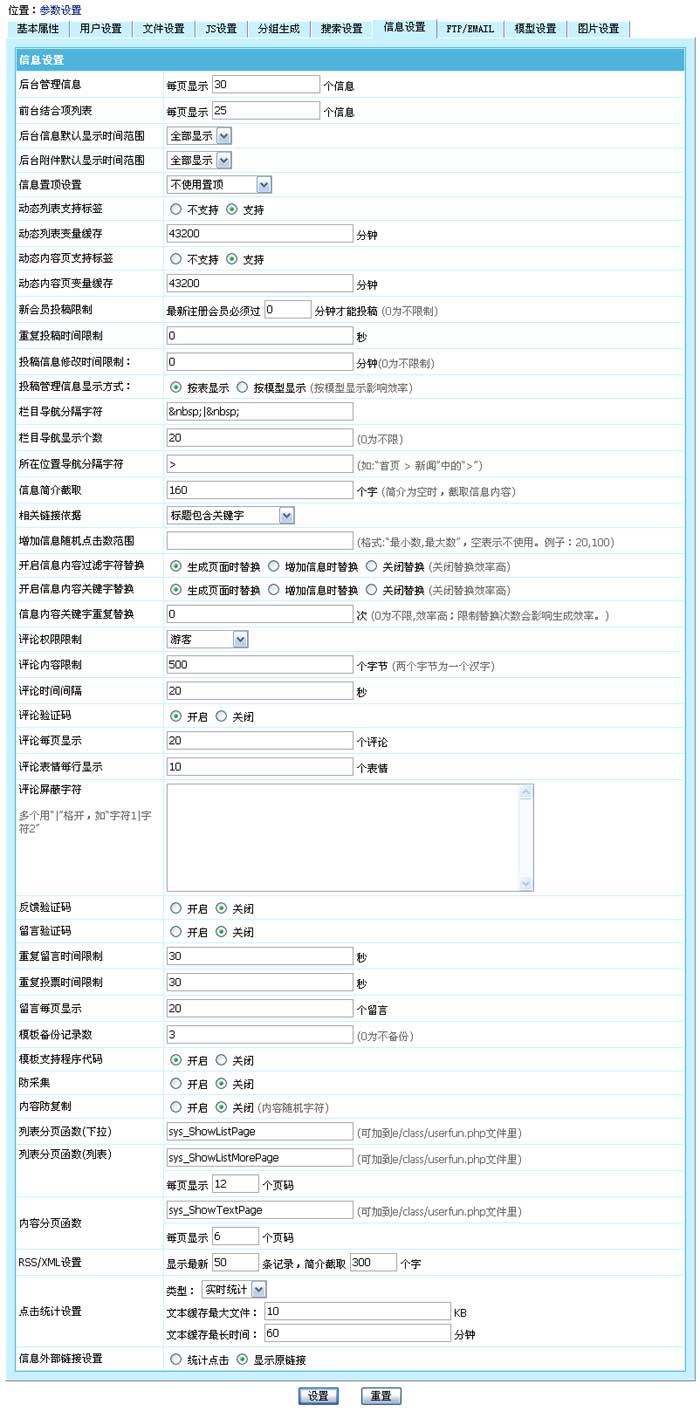 位置：参数设置
基本属性 用户设置 文件设置 JS设置 分组生成 搜索设置 信息设置 FTP/EMAIL 模型设置 图片设置
信息设置
后台管理信息 每页显示 30 个信息
前台结合项列表 每页显示 25 个信息
后台信息默认显示时间范围 全部显示
后台附件默认显示时间范围 全部显示
信息置顶设置 不使用置顶
动态列表支持标签 不支持 支持
动态列表变量缓存 43200 分钟
动态内容页支持标签 不支持 支持
动态内容页变量缓存 43200 分钟
新会员投稿限制 最新注册会员必须过 0 分钟才能投稿 (0为不限制)
重复投稿时间限制 0 秒
投稿信息修改时间限制： 0 分钟(0为不限制)
投稿管理信息显示方式： 按表显示 按模型显示 (按模型显示影响效率)
栏目导航分隔字符 &nbsp;|&nbsp;
栏目导航显示个数 20 (0为不限)
所在位置导航分隔字符 > (如:“首页 > 新闻”中的“>”)
信息简介截取 160 个字 (简介为空时，截取信息内容)
相关链接依据 标题包含关键字
增加信息随机点击数范围 (格式:“最小数,最大数”，空表示不使用。例子：20,100)
开启信息内容过滤字符替换 生成页面时替换 增加信息时替换 关闭替换 (关闭替换效率高)
开启信息内容关键字替换 生成页面时替换 增加信息时替换 关闭替换 (关闭替换效率高)
信息内容关键字重复替换 0 次 (0为不限,效率高；限制替换次数会影响生成效率。)
评论权限限制 游客
评论内容限制 500 个字节 (两个字节为一个汉字)
评论时间间隔 20 秒
评论验证码 开启 关闭
评论每页显示 20 个评论
评论表情每行显示 10 个表情
评论屏蔽字符
多个用“|”格开，如“字符1|字
符2”
反馈验证码 开启 关闭
留言验证码 开启 关闭
重复留言时间限制 30 秒
重复投票时间限制 30 秒
留言每页显示 20 个留言
模板备份记录数 3 (0为不备份)
模板支持程序代码 开启 关闭
防采集 开启 关闭
内容防复制 开启 关闭 (内容随机字符)
列表分页函数(下拉) sys_ShowListPage (可加到e/class/userfun.php文件里)
列表分页函数(列表) sys_ShowListMorePage (可加到e/class/userfun.php文件里)
每页显示 12 个页码
内容分页函数 sys_ShowTextPage (可加到e/class/userfun.php文件里)
每页显示 6 个页码
RSS/XML设置 显示最新 50 条记录，简介截取 300 个字
点击统计设置 类型： 实时统计
文本缓存最大文件： 10 KB
文本缓存最长时间： 60 分钟
信息外部链接设置 统计点击 显示原链接
设置 重置